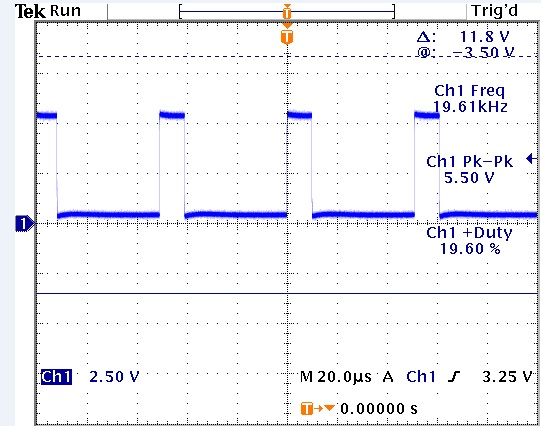 Tek Run Trig'd
T
T
Δ: 11.8 V
@: −3.50 V
Ch1 Freq
19.61kHz
Ch1 Pk−Pk
5.50 V
1
Ch1 +Duty
19.60 %
Ch1 2.50 V M 20.0µs A Ch1 3.25 V
T 0.00000 s